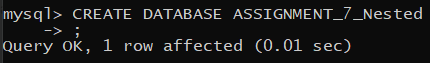 mysql> CREATE DATABASE ASSIGNMENT_7_Nested
    -> ;
Query OK, 1 row affected (0.01 sec)